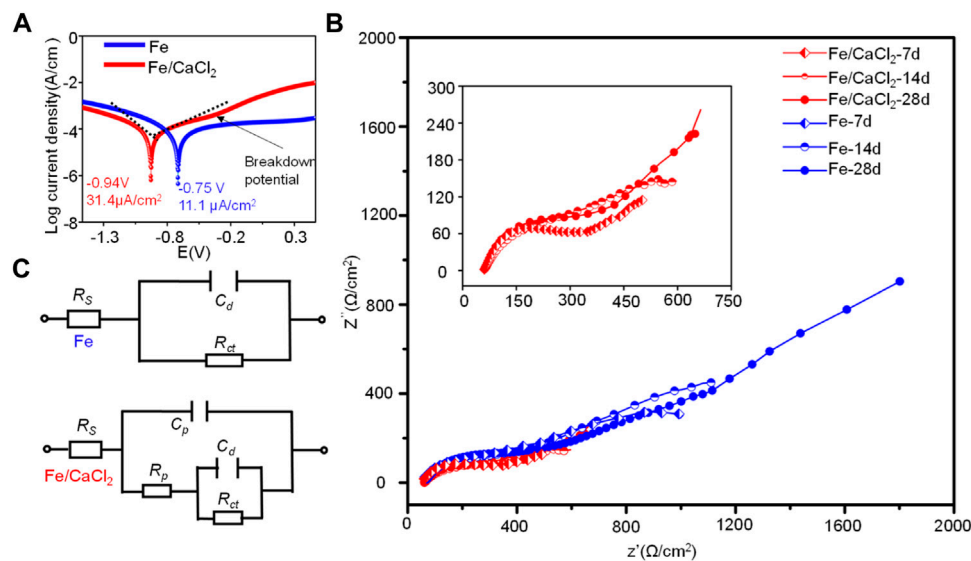 A
Log current density(A/cm)
0
-2
-4
-6
-8
Fe
Fe/CaCl2
Breakdown
potential
-0.94V
31.4μA/cm²
-0.75 V
11.1 μA/cm²
-1.3 -0.8 -0.2 0.3
E(V)
B
Z''(Ω/cm²)
2000
1600
1200
800
400
0
0 400 800 1200 1600 2000
z'(Ω/cm²)
300
240
180
120
60
0
0 150 300 450 600 750
Fe/CaCl2-7d
Fe/CaCl2-14d
Fe/CaCl2-28d
Fe-7d
Fe-14d
Fe-28d
C
RS
Fe
Cd
Rct
RS
Fe/CaCl2
Cp
Rp
Cd
Rct